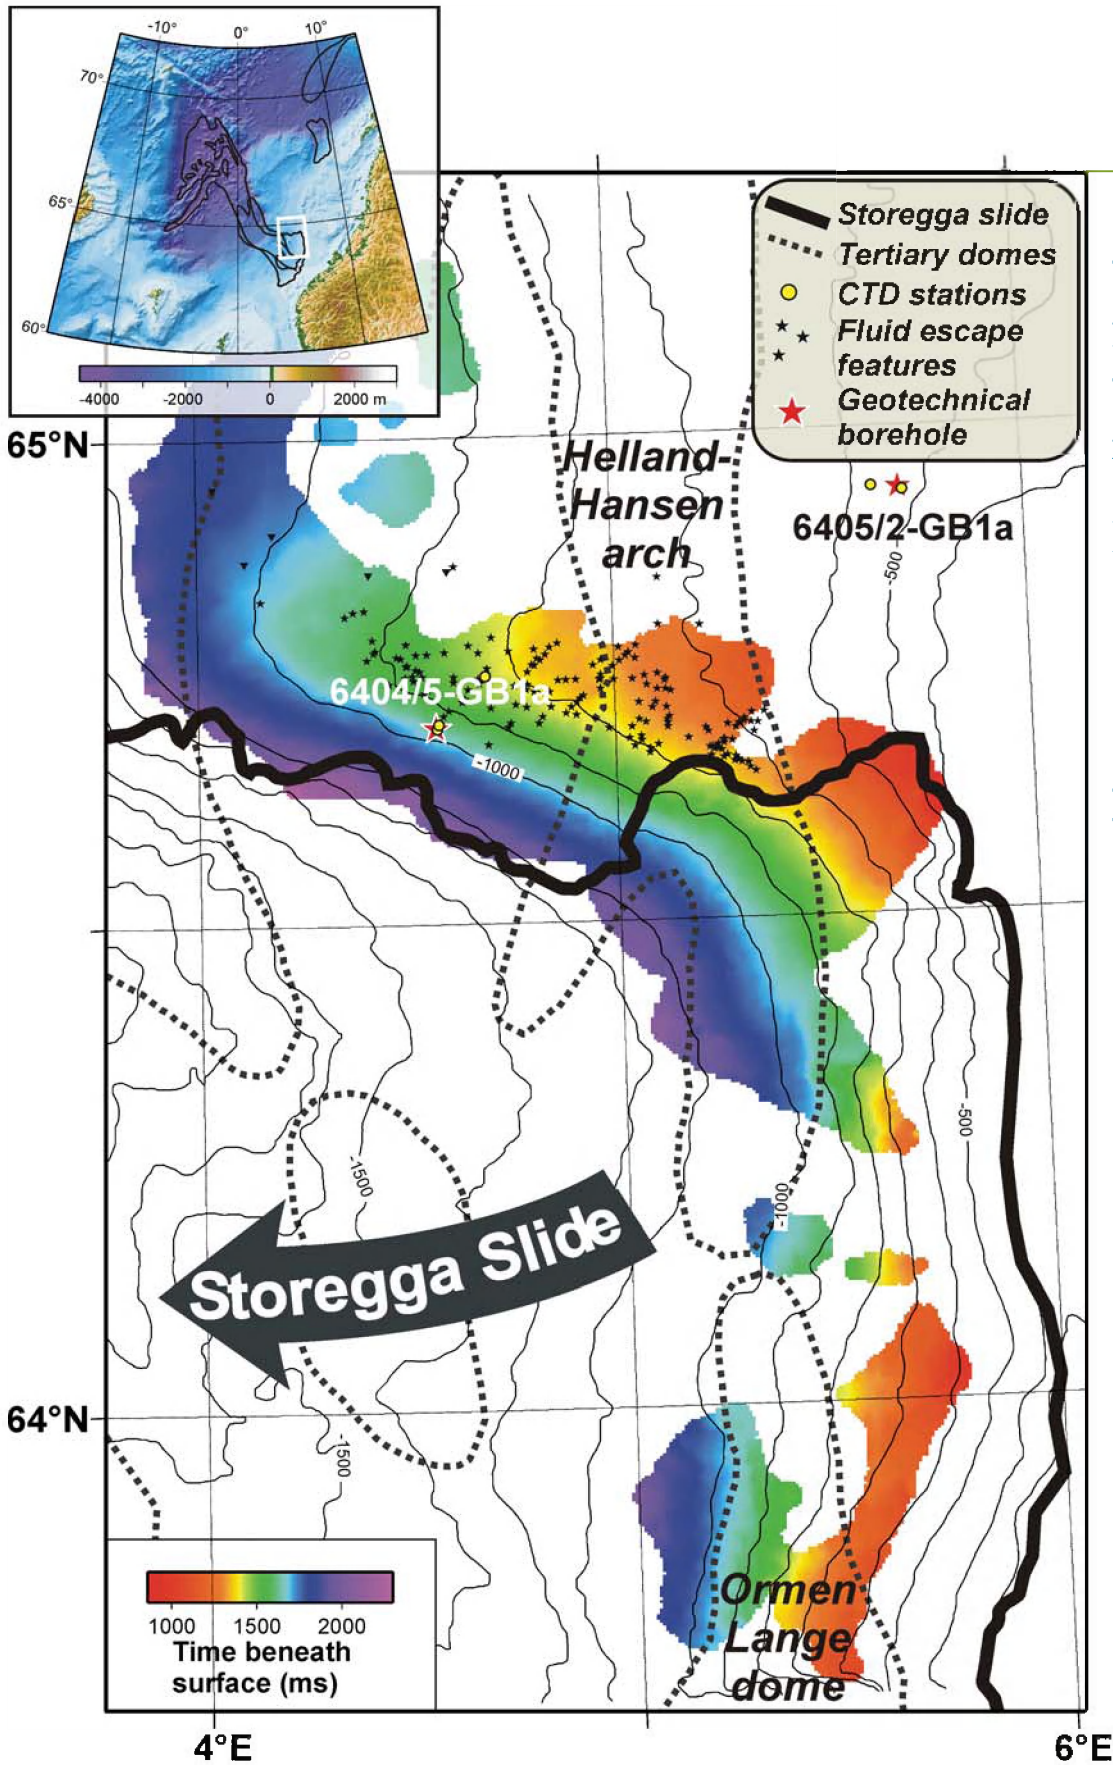 -10°
0°
10°
70°
65°
60°
-4000
-2000
0
2000 m
Storegga slide
Tertiary domes
CTD stations
Fluid escape
features
Geotechnical
borehole
65°N
Helland-
Hansen
arch
6405/2-GB1a
-500
6404/5-GB1a
-1000
-500
-1500
-1000
Storegga Slide
64°N
-1500
1000
1500
2000
Time beneath
surface (ms)
Ormen
Lange
dome
4°E
6°E